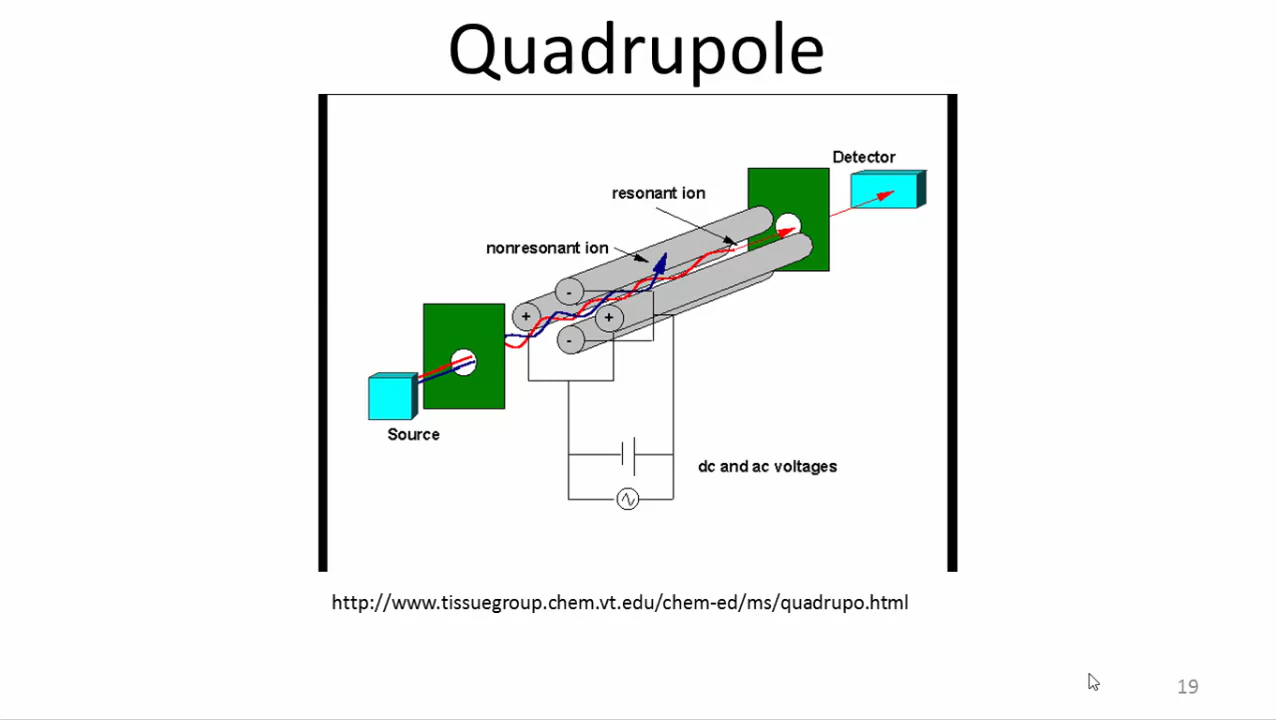 Quadrupole
Detector
resonant ion
nonresonant ion
-
+
+
-
Source
dc and ac voltages
http://www.tissuegroup.chem.vt.edu/chem-ed/ms/quadrupo.html
19